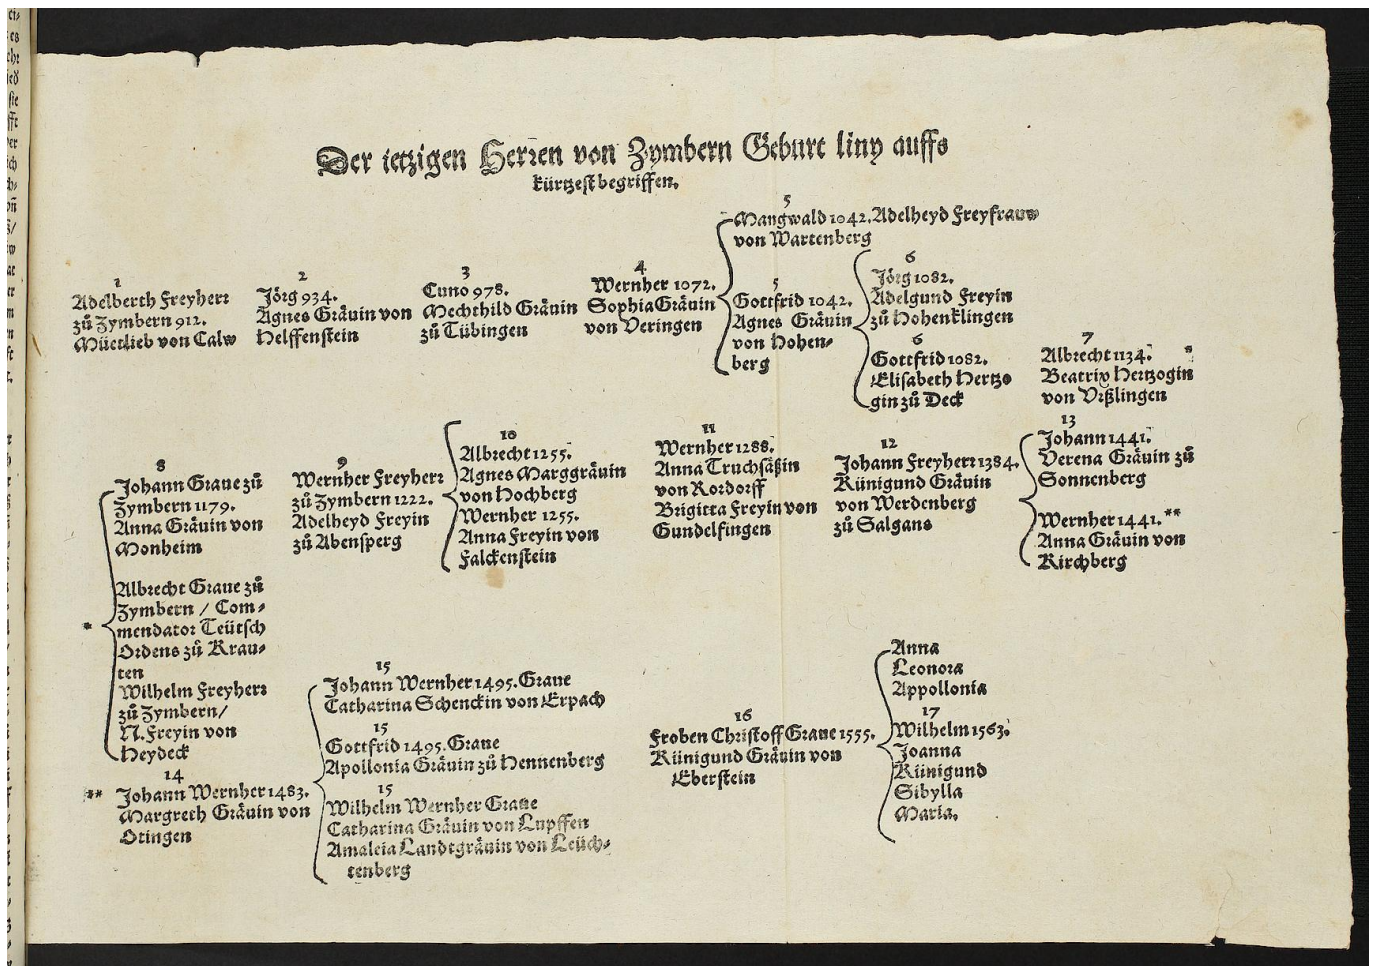 Der ietzigen Herren von Zymbern Geburt liny auffs
kürtzest begriffen.
1
Adelberth Freyherr
zů Zymbern 912.
Müetlieb von Calw
2
Jörg 934.
Agnes Gräuin von
Helffenstein
3
Cuno 978.
Mechthild Gräuin
zů Tübingen
4
Wernher 1072.
Sophia Gräuin
von Veringen
5
Mangwald 1042. Adelheyd Freyfrauw
von Wartenberg
5
Gottfrid 1042.
Agnes Gräuin
von Hohen-
berg
6
Jörg 1082.
Adelgund Freyin
zů Hohenklingen
6
Gottfrid 1082.
Elisabeth Hertzo
gin zů Deck
7
Albrecht 1134. *
Beatrix Hertzogin
von Vrßlingen
*
8
Johann Graue zů
Zymbern 1179.
Anna Gräuin von
Monheim
Albrecht Graue zů
Zymbern / Com-
mendator Teütsch
Ordens zů Krau-
ten
Wilhelm Freyherr
zů Zymbern /
N. Freyin von
Heydeck
9
Wernher Freyherr
zů Zymbern 1222.
Adelheyd Freyin
zů Abensperg
10
Albrecht 1255.
Agnes Marggräuin
von Hochberg
Wernher 1255.
Anna Freyin von
Falckenstein
11
Wernher 1288.
Anna Truchsäßin
von Rordorff
Brigitta Freyin von
Gundelfingen
12
Johann Freyherr 1384.
Künigund Gräuin
von Werdenberg
zů Salgans
13
Johann 1441.
Verena Gräuin zů
Sonnenberg
Wernher 1441. **
Anna Gräuin von
Kirchberg
14
** Johann Wernher 1483.
Margreth Gräuin von
Otingen
15
Johann Wernher 1495. Graue
Catharina Schenckin von Erpach
15
Gottfrid 1495. Graue
Apollonia Gräuin zů Hennenberg
15
Wilhelm Wernher Graue
Catharina Gräuin von Lupffen
Amaleia Landtgräuin von Leüch-
tenberg
16
Froben Christoff Graue 1555.
Künigund Gräuin von
Eberstein
Anna
Leonora
Appollonia
17
Wilhelm 1563.
Joanna
Künigund
Sibylla
Maria.